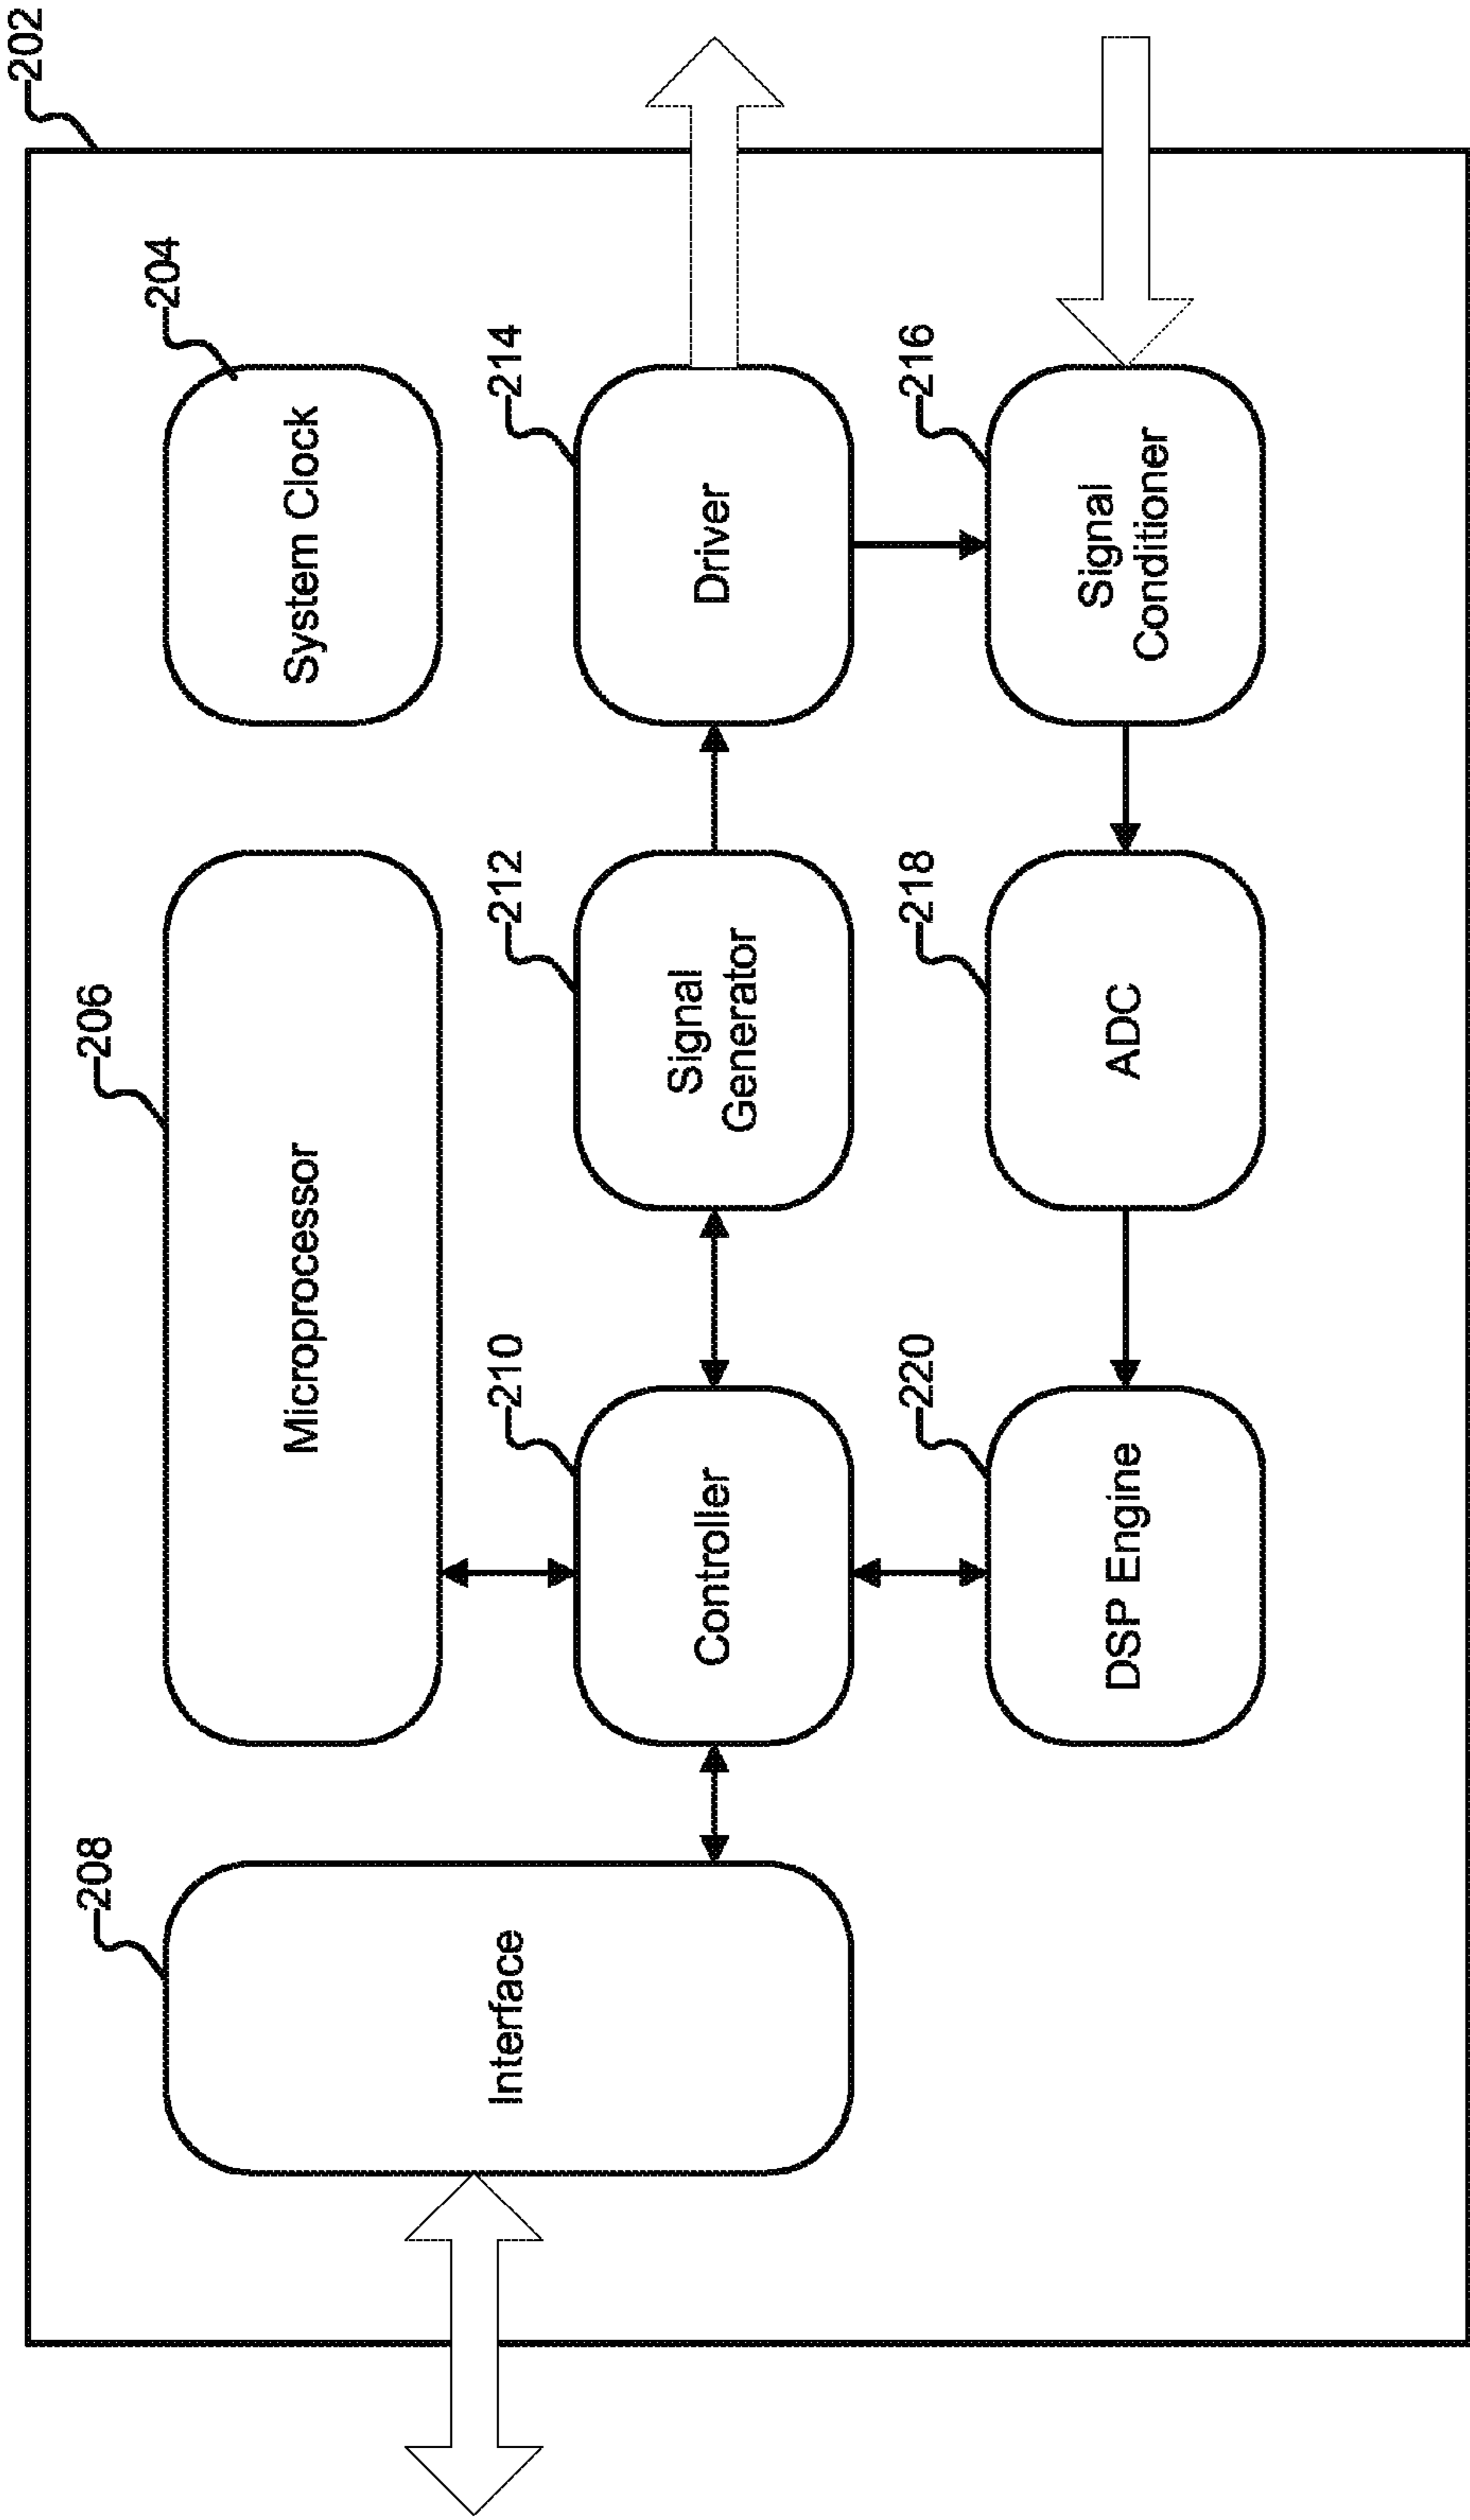 202
206
204
Microprocessor
System Clock
208
Interface
210
Controller
212
Signal
Generator
214
Driver
220
DSP Engine
218
ADC
216
Signal
Conditioner